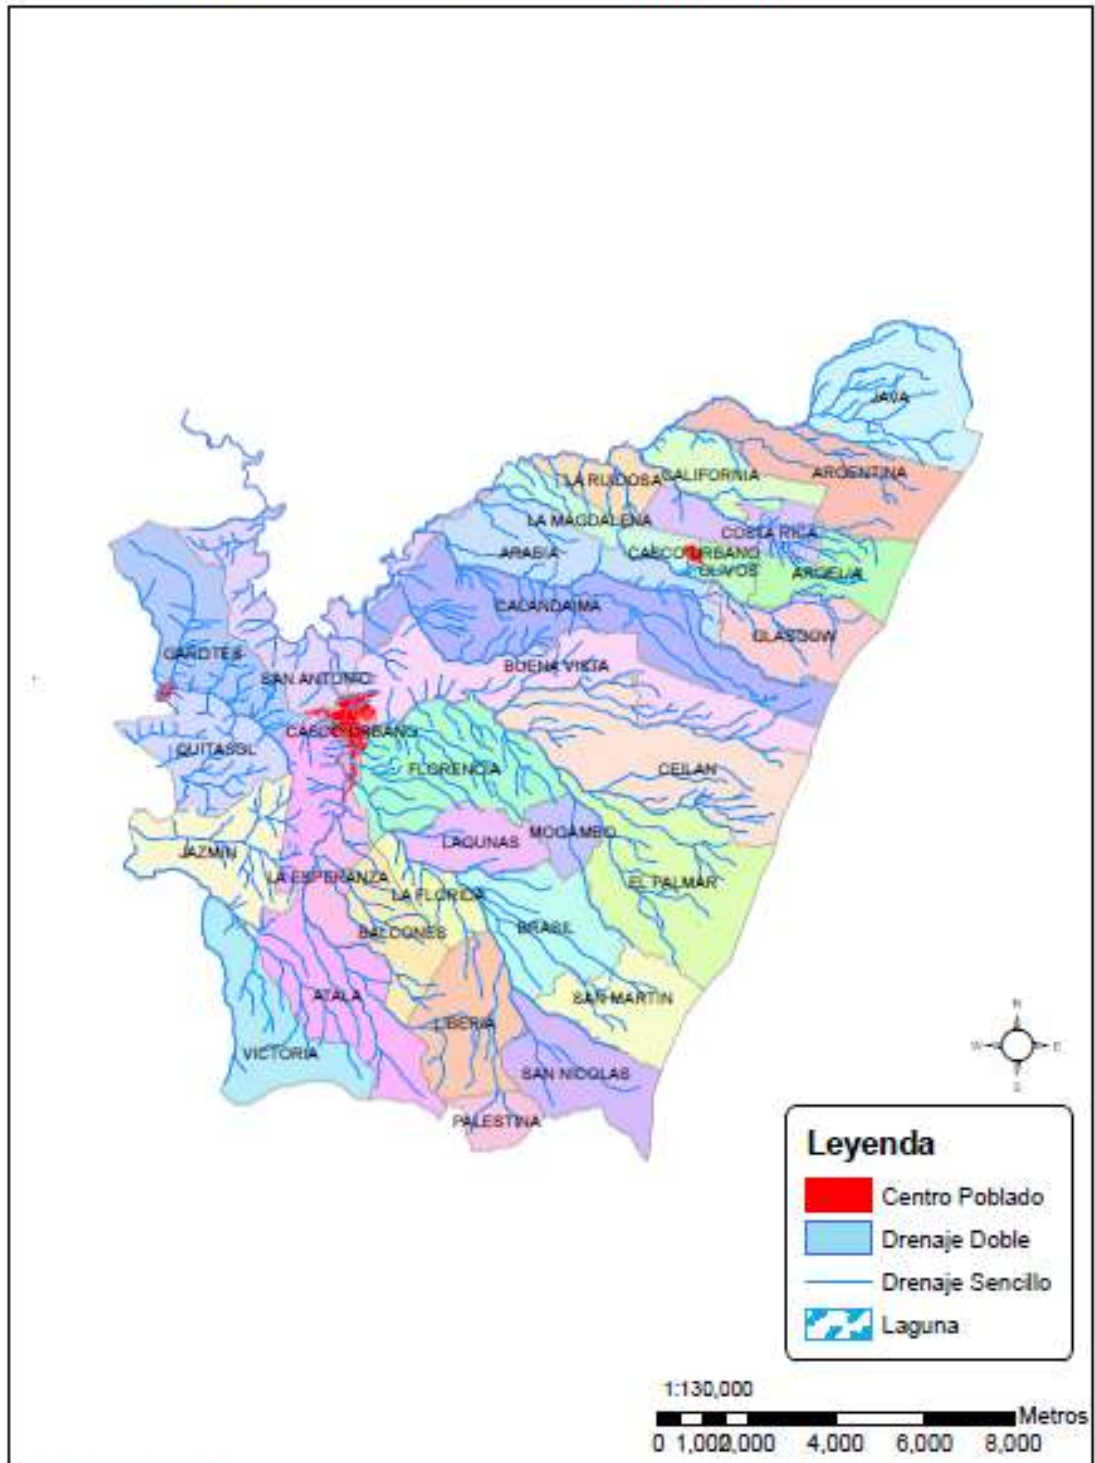 JAVA
ARGENTINA
CALIFORNIA
LA RUIDOSA
LA MAGDALENA
COSTA RICA
ARABIA
CASCO URBANO
OLIVOS
ARGELIA
CALANDAIMA
GLASGOW
BUENA VISTA
SAN ANTONIO
CASCO URBANO
QUITASOL
FLORENCIA
CEILAN
MOCAMBO
LAGUNAS
JAZMIN
LA ESPERANZA
LA FLORIDA
EL PALMAR
BALCONES
BRASIL
ATALA
SAN MARTIN
LIBERIA
VICTORIA
SAN NICOLAS
PALESTINA
N
W E
S
Leyenda
Centro Poblado
Drenaje Doble
Drenaje Sencillo
Laguna
1:130,000
Metros
0 1,000 2,000 4,000 6,000 8,000